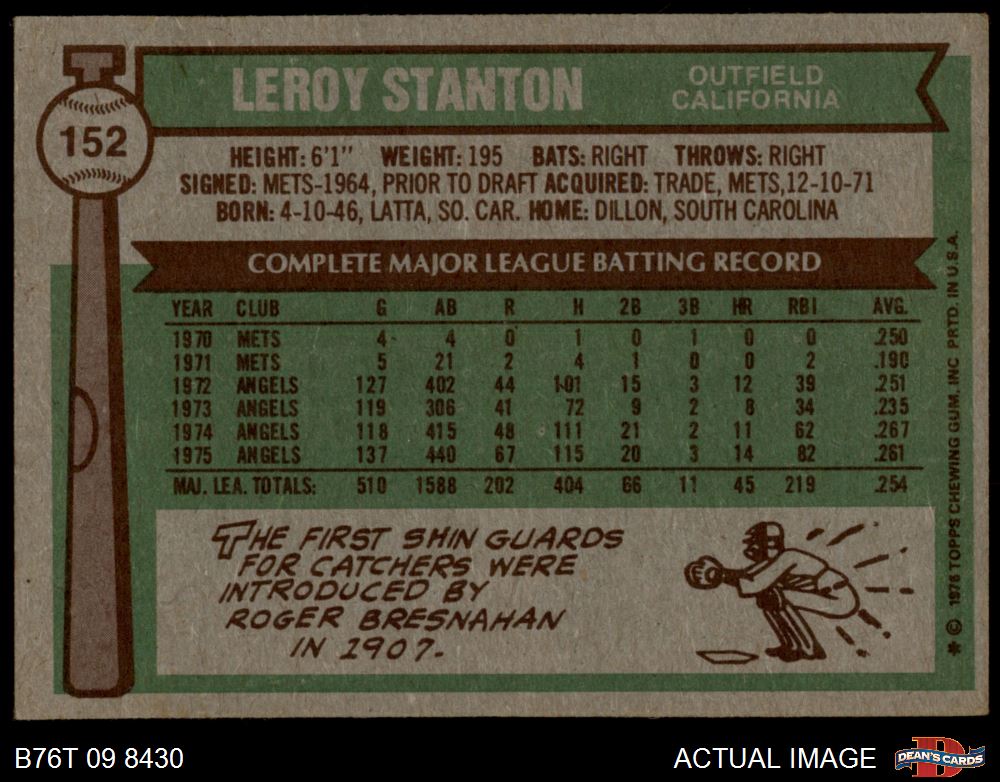 LEROY STANTON
OUTFIELD
CALIFORNIA
152
HEIGHT: 6'1" WEIGHT: 195 BATS: RIGHT THROWS: RIGHT
SIGNED: METS-1964, PRIOR TO DRAFT ACQUIRED: TRADE, METS,12-10-71
BORN: 4-10-46, LATTA, SO. CAR. HOME: DILLON, SOUTH CAROLINA
COMPLETE MAJOR LEAGUE BATTING RECORD
YEAR CLUB G AB R H 2B 3B HR RBI AVG.
1970 METS 4 4 0 1 0 1 0 0 .250
1971 METS 5 21 2 4 1 0 0 2 .190
1972 ANGELS 127 402 44 101 15 3 12 39 .251
1973 ANGELS 119 306 41 72 9 2 8 34 .235
1974 ANGELS 118 415 48 111 21 2 11 62 .267
1975 ANGELS 137 440 67 115 20 3 14 82 .261
MAJ. LEA. TOTALS: 510 1588 202 404 66 11 45 219 .254
THE FIRST SHIN GUARDS
FOR CATCHERS WERE
INTRODUCED BY
ROGER BRESNAHAN
IN 1907.
* © 1976 TOPPS CHEWING GUM, INC PRTD. IN U.S.A.
B76T 09 8430
ACTUAL IMAGE
D
DEAN'S CARDS